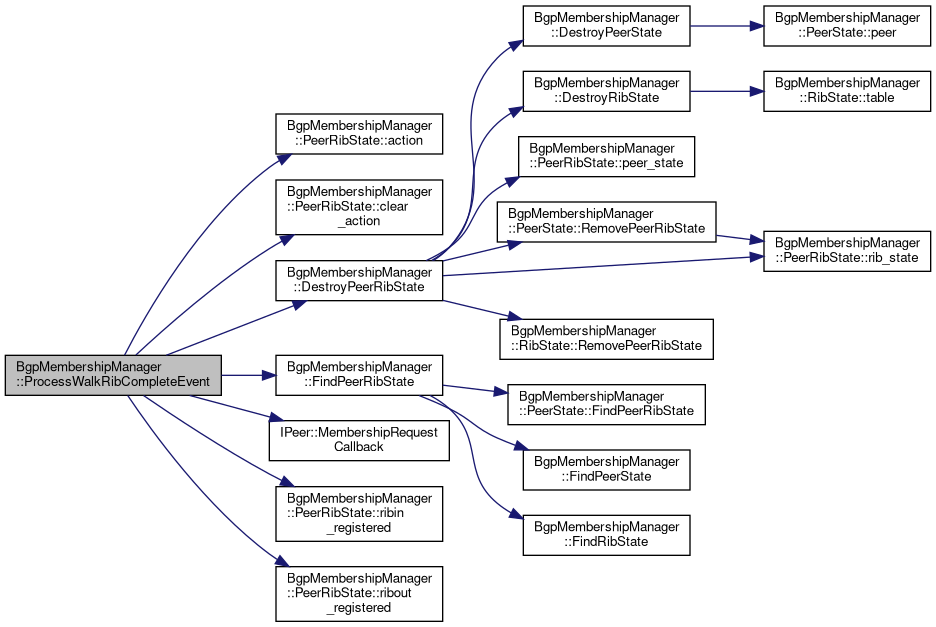 BgpMembershipManager
::ProcessWalkRibCompleteEvent
BgpMembershipManager
::PeerRibState::action
BgpMembershipManager
::PeerRibState::clear
_action
BgpMembershipManager
::DestroyPeerRibState
BgpMembershipManager
::FindPeerRibState
IPeer::MembershipRequest
Callback
BgpMembershipManager
::PeerRibState::ribin
_registered
BgpMembershipManager
::PeerRibState::ribout
_registered
BgpMembershipManager
::DestroyPeerState
BgpMembershipManager
::DestroyRibState
BgpMembershipManager
::PeerRibState::peer_state
BgpMembershipManager
::PeerState::RemovePeerRibState
BgpMembershipManager
::RibState::RemovePeerRibState
BgpMembershipManager
::PeerState::FindPeerRibState
BgpMembershipManager
::FindPeerState
BgpMembershipManager
::FindRibState
BgpMembershipManager
::PeerState::peer
BgpMembershipManager
::RibState::table
BgpMembershipManager
::PeerRibState::rib_state